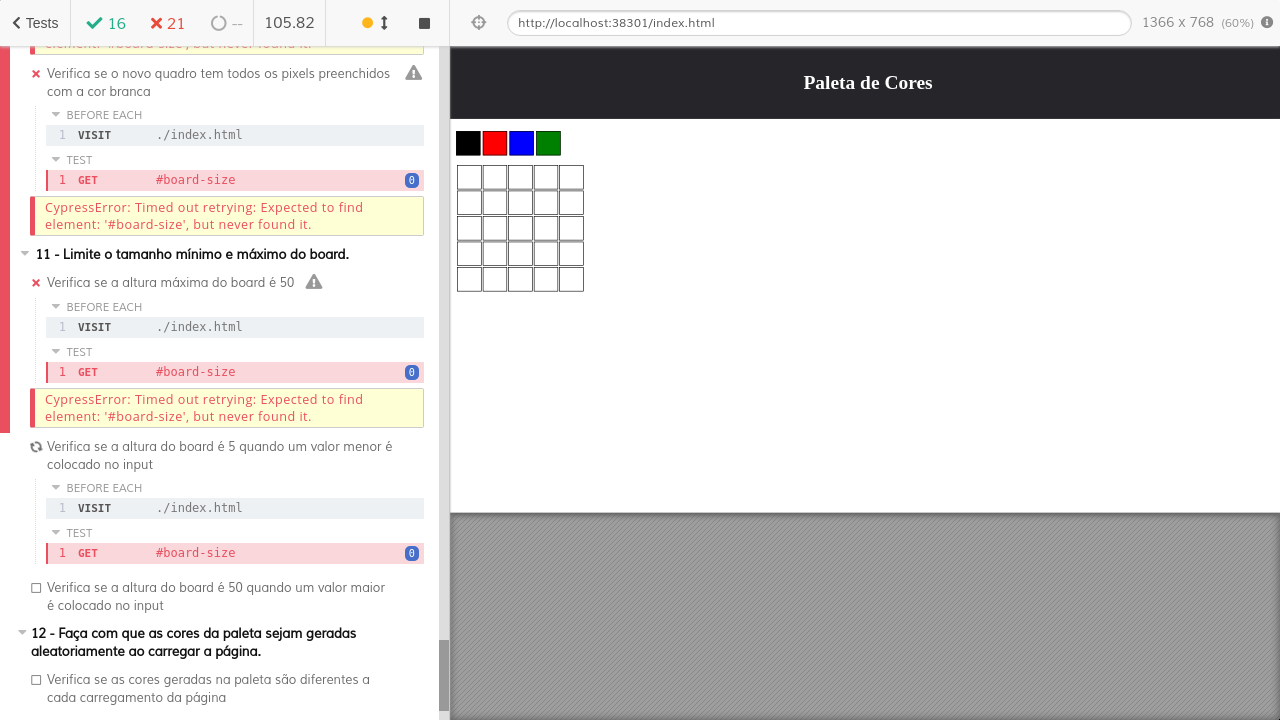 Tests 16 21 -- 105.82 http://localhost:38301/index.html 1366 x 768 (60%)
element: '#board-size', but never found it.
Verifica se o novo quadro tem todos os pixels preenchidos
com a cor branca
BEFORE EACH
1 VISIT ./index.html
TEST
1 GET #board-size 0
CypressError: Timed out retrying: Expected to find
element: '#board-size', but never found it.
11 - Limite o tamanho mínimo e máximo do board.
Verifica se a altura máxima do board é 50
BEFORE EACH
1 VISIT ./index.html
TEST
1 GET #board-size 0
CypressError: Timed out retrying: Expected to find
element: '#board-size', but never found it.
Verifica se a altura do board é 5 quando um valor menor é
colocado no input
BEFORE EACH
1 VISIT ./index.html
TEST
1 GET #board-size 0
Verifica se a altura do board é 50 quando um valor maior
é colocado no input
12 - Faça com que as cores da paleta sejam geradas
aleatoriamente ao carregar a página.
Verifica se as cores geradas na paleta são diferentes a
cada carregamento da página
Paleta de Cores